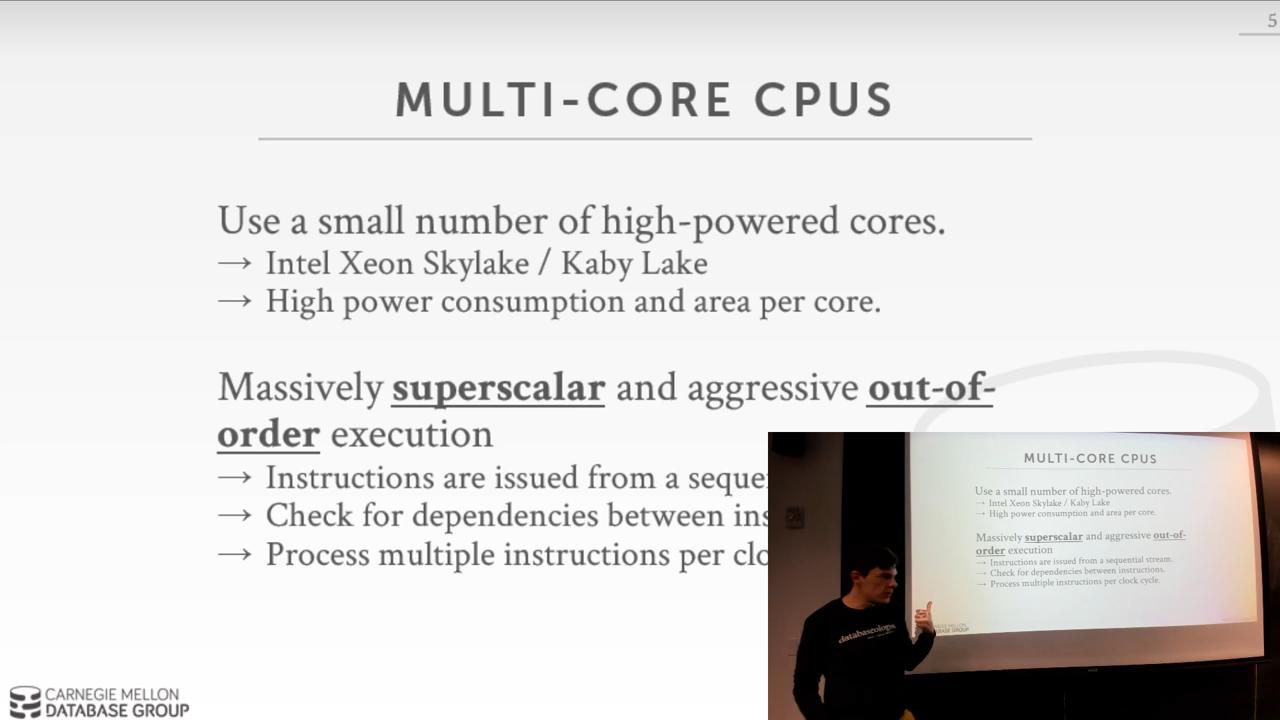 5
MULTI-CORE CPUS
Use a small number of high-powered cores.
→ Intel Xeon Skylake / Kaby Lake
→ High power consumption and area per core.
Massively superscalar and aggressive out-of-
order execution
→ Instructions are issued from a seque
→ Check for dependencies between ins
→ Process multiple instructions per clo
CARNEGIE MELLON
DATABASE GROUP
MULTI-CORE CPUS
Use a small number of high-powered cores.
→ Intel Xeon Skylake / Kaby Lake
→ High power consumption and area per core.
Massively superscalar and aggressive out-of-
order execution
→ Instructions are issued from a sequential stream.
→ Check for dependencies between instructions.
→ Process multiple instructions per clock cycle.
MELLON
DATABASE GROUP